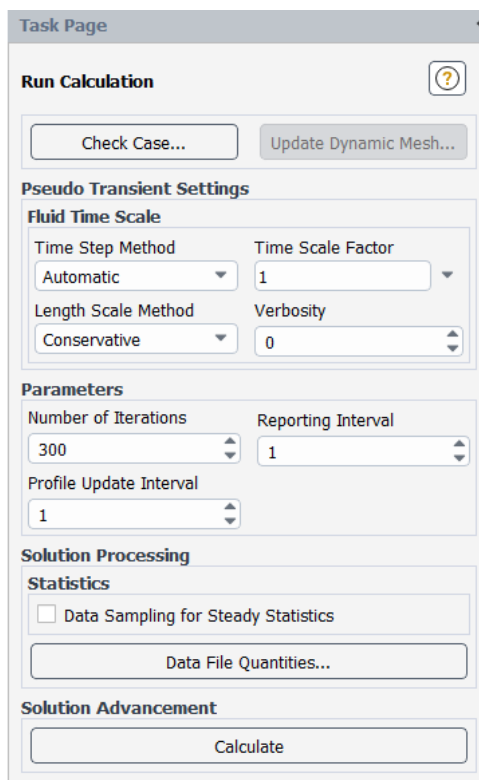 Task Page
Run Calculation
?
Check Case... Update Dynamic Mesh...
Pseudo Transient Settings
Fluid Time Scale
Time Step Method Time Scale Factor
Automatic 1
Length Scale Method Verbosity
Conservative 0
Parameters
Number of Iterations Reporting Interval
300 1
Profile Update Interval
1
Solution Processing
Statistics
Data Sampling for Steady Statistics
Data File Quantities...
Solution Advancement
Calculate